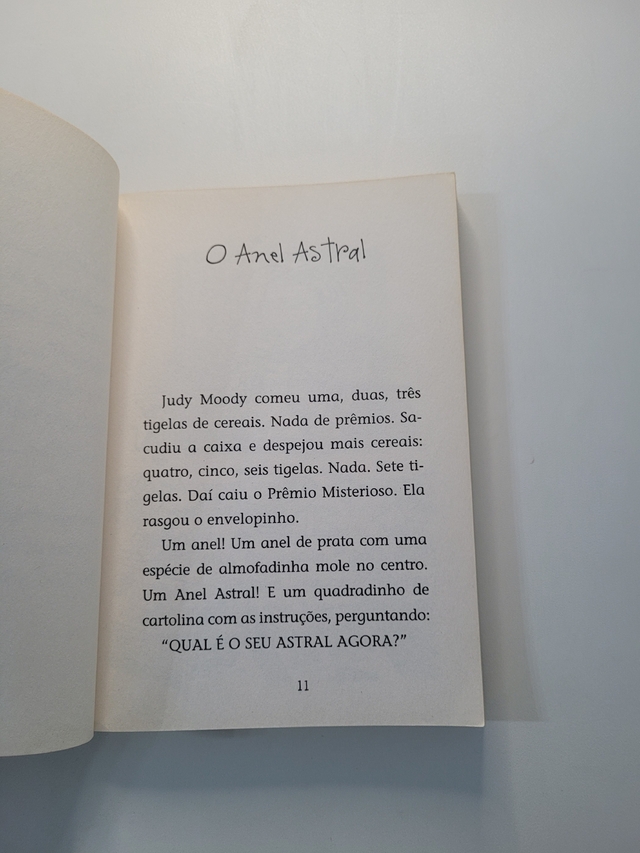 O Anel Astral
Judy Moody comeu uma, duas, três
tigelas de cereais. Nada de prêmios. Sa-
cudiu a caixa e despejou mais cereais:
quatro, cinco, seis tigelas. Nada. Sete ti-
gelas. Daí caiu o Prêmio Misterioso. Ela
rasgou o envelopinho.
Um anel! Um anel de prata com uma
espécie de almofadinha mole no centro.
Um Anel Astral! E um quadradinho de
cartolina com as instruções, perguntando:
“QUAL É O SEU ASTRAL AGORA?”
11